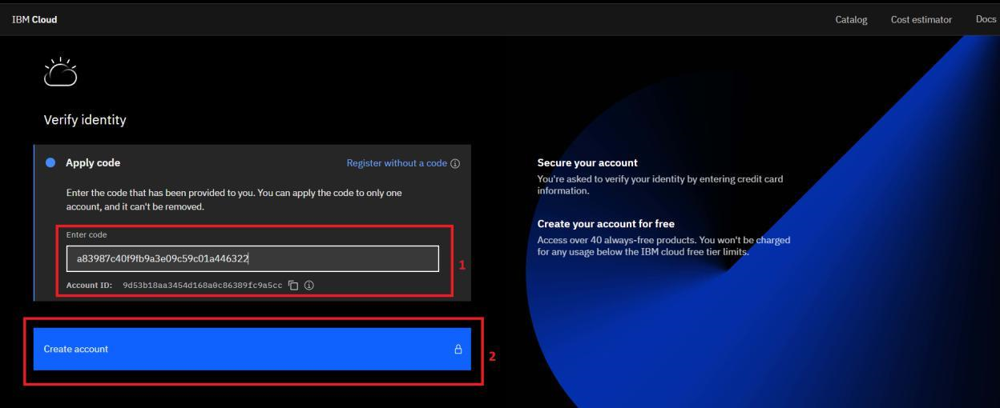 IBM Cloud
Catalog Cost estimator Docs
Verify identity
Apply code Register without a code
Enter the code that has been provided to you. You can apply the code to only one
account, and it can't be removed.
Enter code
a83987c40f9fb9a3e09c59c01a446322
1
Account ID: 9d53b18aa3454d168a0c86389fc9a5cc
Create account
2
Secure your account
You're asked to verify your identity by entering credit card
information.
Create your account for free
Access over 40 always-free products. You won't be charged
for any usage below the IBM cloud free tier limits.